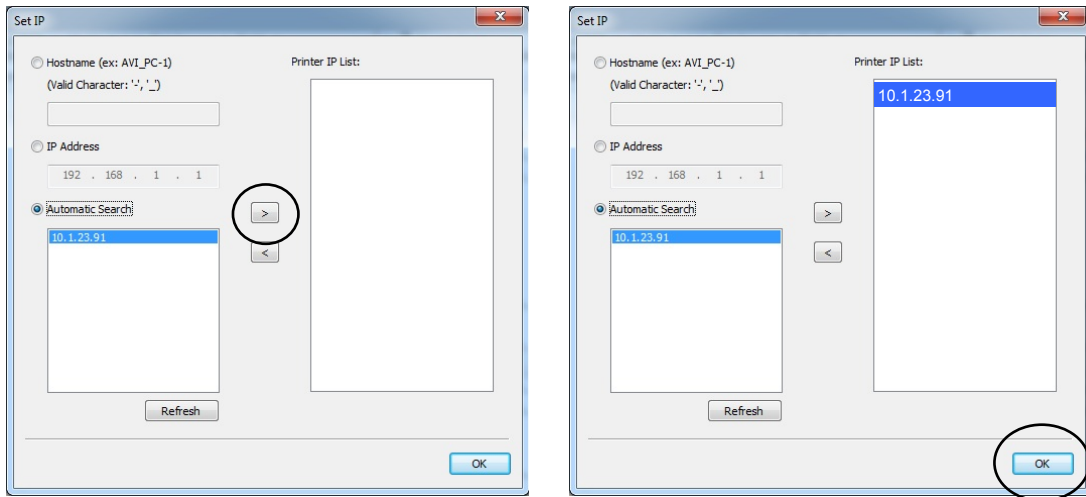 Set IP
Hostname (ex: AVI_PC-1)
(Valid Character: '-', '_')
IP Address
192 . 168 . 1 . 1
Automatic Search
10.1.23.91
Refresh
Printer IP List:
>
<
OK
Set IP
Hostname (ex: AVI_PC-1)
(Valid Character: '-', '_')
IP Address
192 . 168 . 1 . 1
Automatic Search
10.1.23.91
Refresh
Printer IP List:
10.1.23.91
>
<
OK